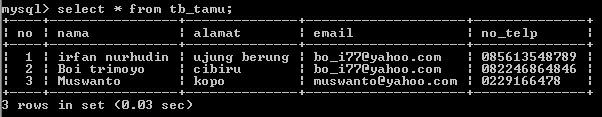 mysql> select * from tb_tamu;
+----+-----------------+--------------+--------------------+--------------+
| no | nama            | alamat       | email              | no_telp      |
+----+-----------------+--------------+--------------------+--------------+
|  1 | irfan nurhudin  | ujung berung | bo_i77@yahoo.com   | 085613548789 |
|  2 | Boi trimoyo     | cibiru       | bo_i77@yahoo.com   | 082246864846 |
|  3 | Muswanto        | kopo         | muswanto@yahoo.com | 0229166478   |
+----+-----------------+--------------+--------------------+--------------+
3 rows in set (0.03 sec)